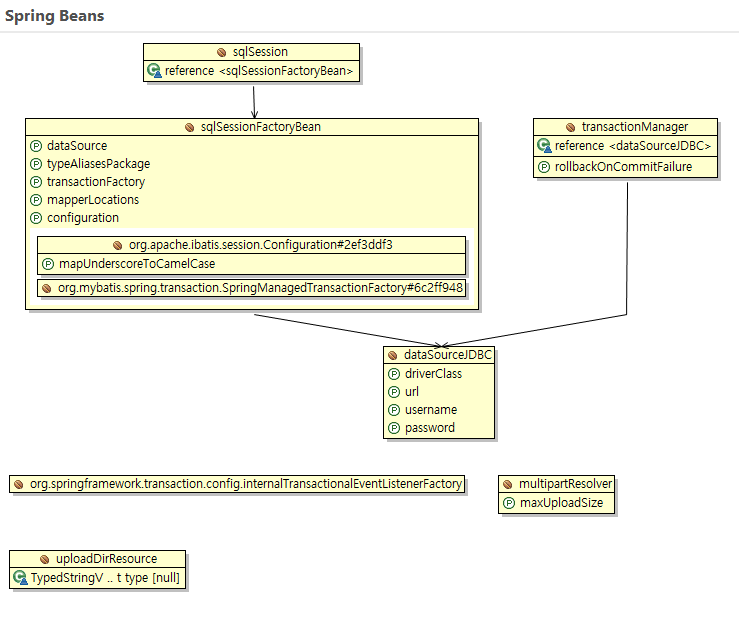 Spring Beans
sqlSession
reference <sqlSessionFactoryBean>
sqlSessionFactoryBean
P dataSource
P typeAliasesPackage
P transactionFactory
P mapperLocations
P configuration
org.apache.ibatis.session.Configuration#2ef3ddf3
P mapUnderscoreToCamelCase
org.mybatis.spring.transaction.SpringManagedTransactionFactory#6c2ff948
transactionManager
reference <dataSourceJDBC>
P rollbackOnCommitFailure
dataSourceJDBC
P driverClass
P url
P username
P password
org.springframework.transaction.config.internalTransactionalEventListenerFactory
multipartResolver
P maxUploadSize
uploadDirResource
TypedStringV .. t type [null]